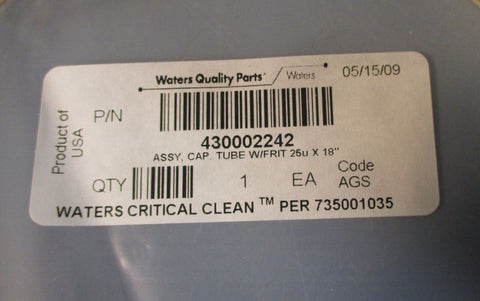 Waters Quality Parts Waters 05/15/09
Product of
USA
P/N
430002242
ASSY, CAP. TUBE W/FRIT 25u X 18"
QTY 1 EA Code
AGS
WATERS CRITICAL CLEAN ™ PER 735001035